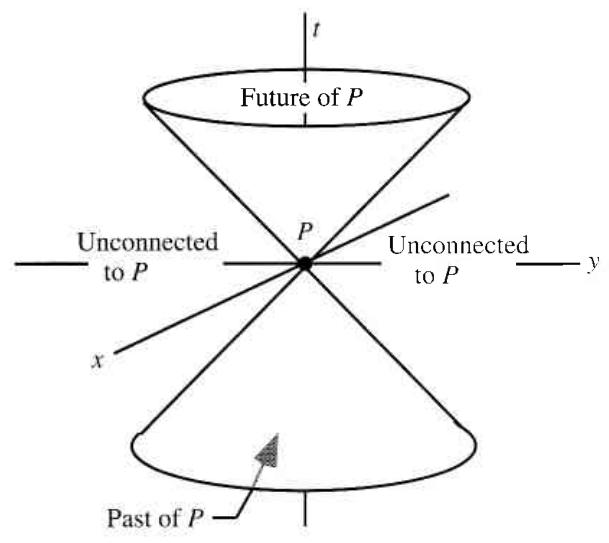 t
Future of P
P
Unconnected
to P
Unconnected
to P
y
x
Past of P